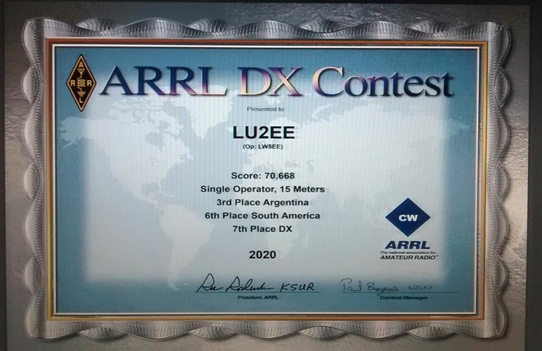 ARRL DX Contest
Presented to
LU2EE
(Op: LW5EE)
Score: 70,668
Single Operator, 15 Meters
3rd Place Argentina
6th Place South America
7th Place DX
2020
CW
ARRL
The national association for
AMATEUR RADIO
K5UR
President, ARRL
Contest Manager